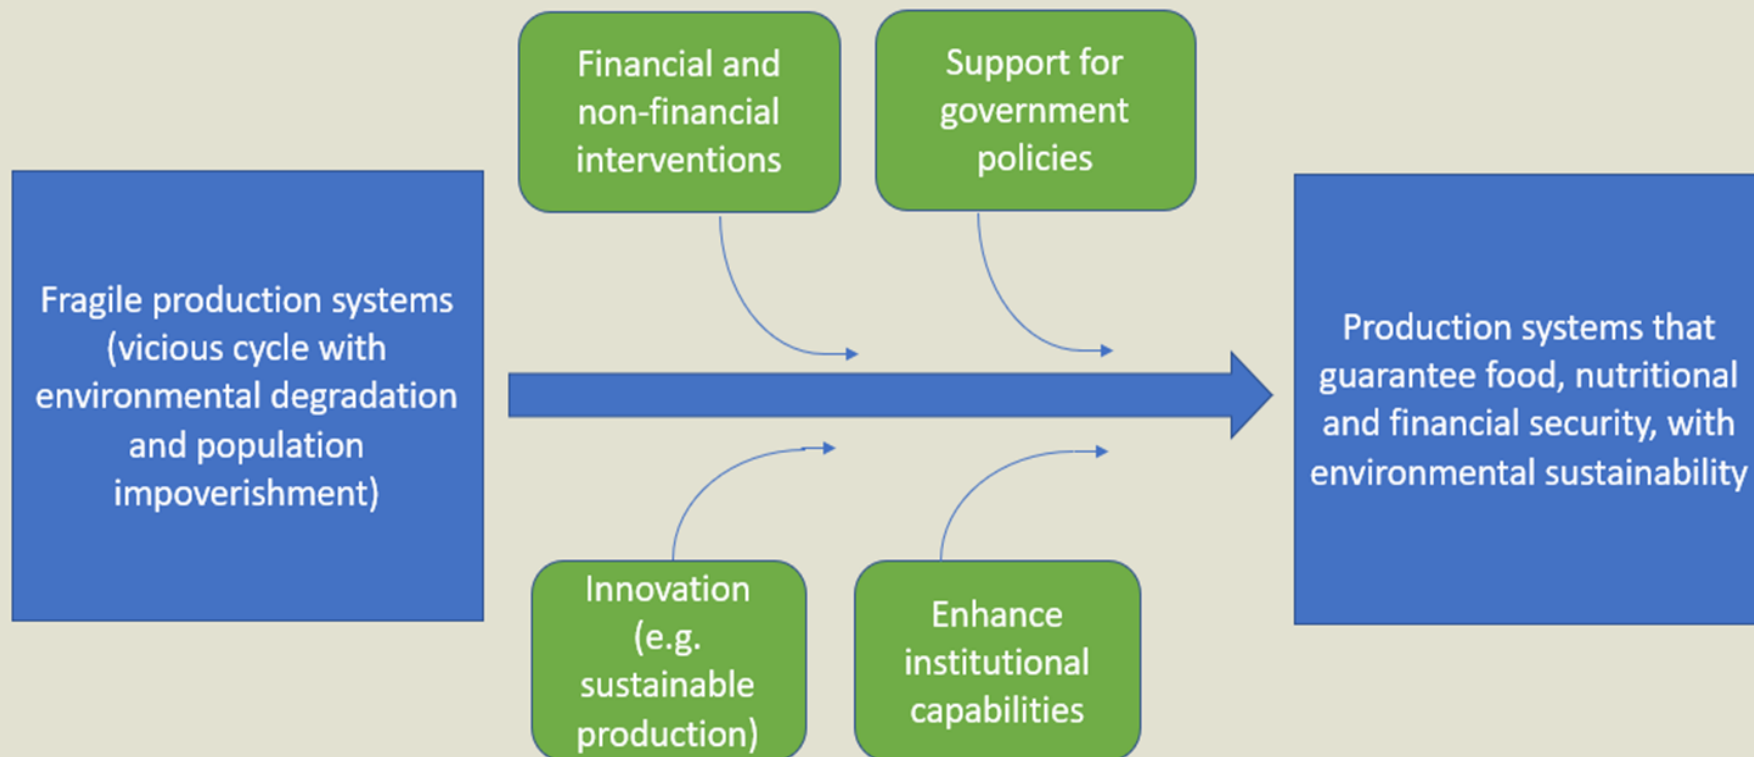 Financial and
non-financial
interventions
Support for
government
policies
Fragile production systems
(vicious cycle with
environmental degradation
and population
impoverishment)
Production systems that
guarantee food, nutritional
and financial security, with
environmental sustainability
Innovation
(e.g.
sustainable
production)
Enhance
institutional
capabilities